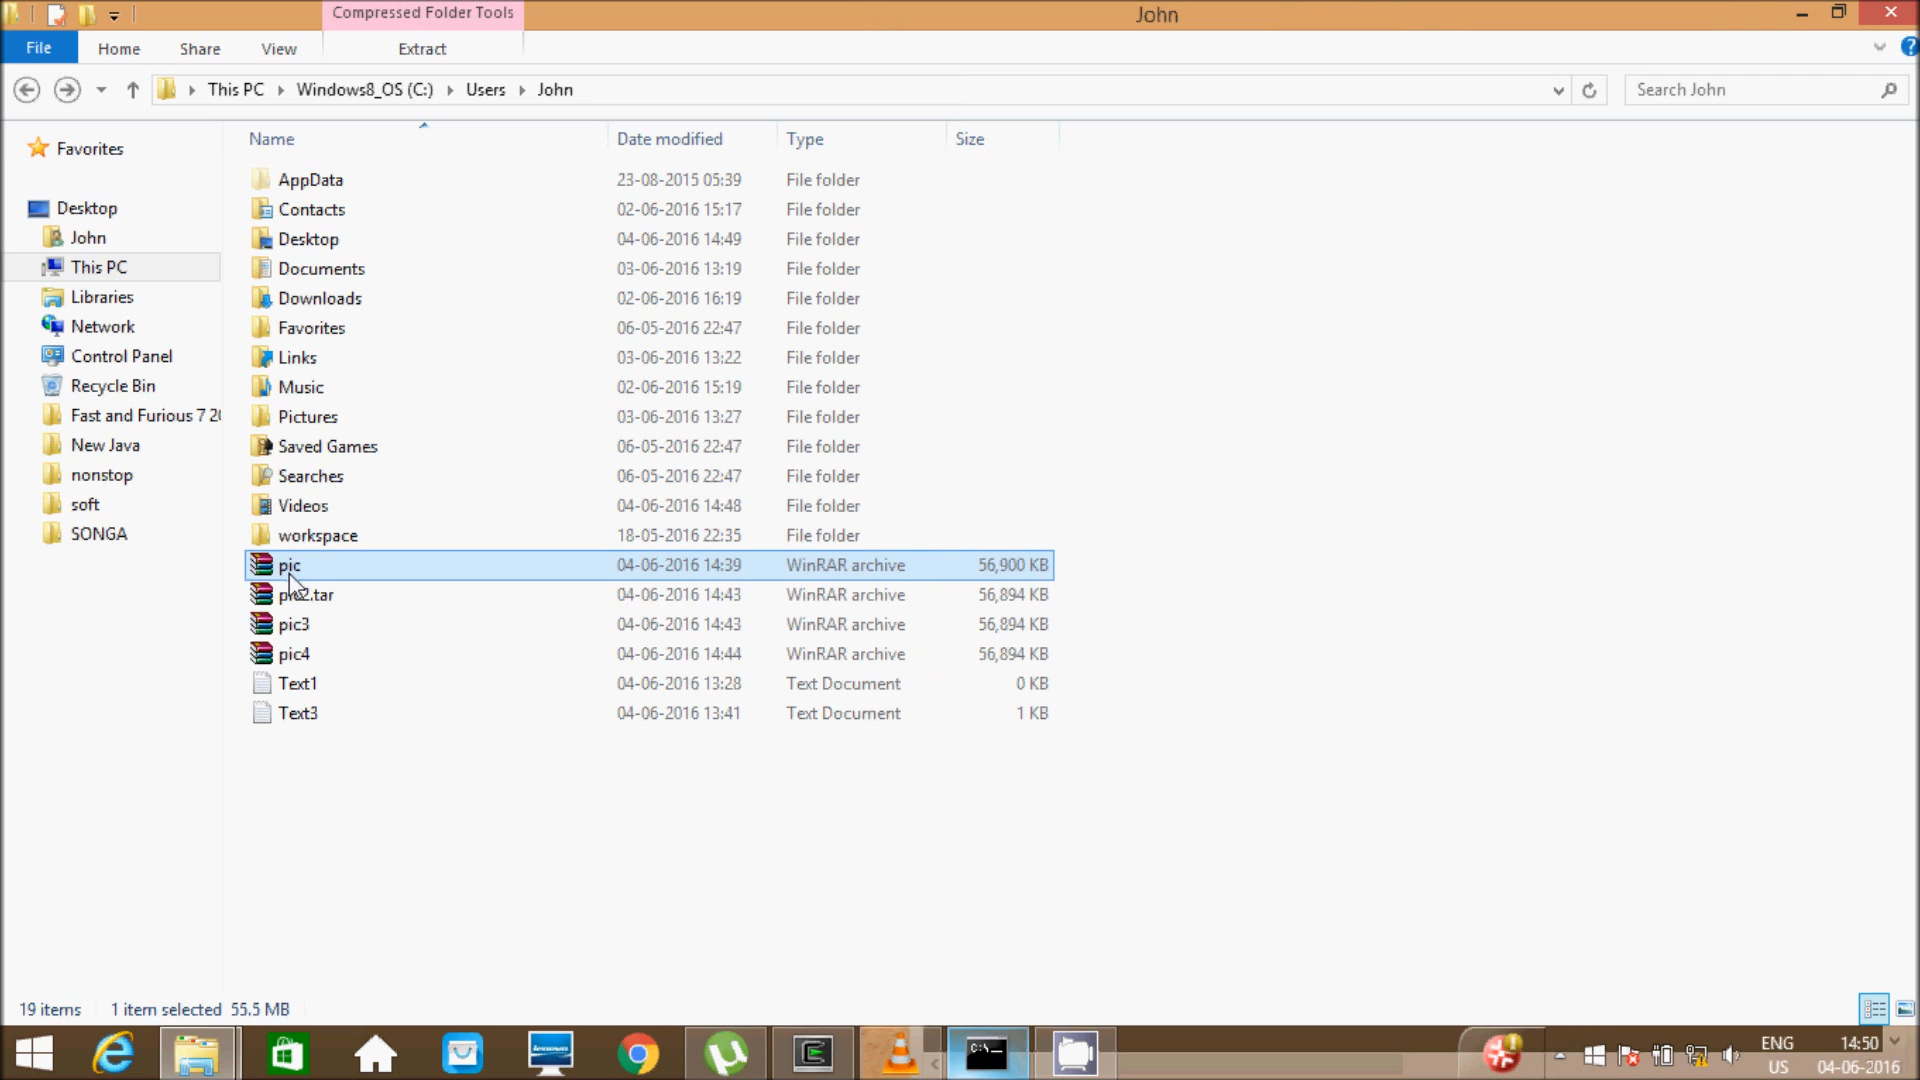 Compressed Folder Tools
John
File Home Share View Extract
This PC Windows8_OS (C:) Users John
Search John
Name Date modified Type Size
Favorites
Desktop
John
This PC
Libraries
Network
Control Panel
Recycle Bin
Fast and Furious 7 20
New Java
nonstop
soft
SONGA
AppData 23-08-2015 05:39 File folder
Contacts 02-06-2016 15:17 File folder
Desktop 04-06-2016 14:49 File folder
Documents 03-06-2016 13:19 File folder
Downloads 02-06-2016 16:19 File folder
Favorites 06-05-2016 22:47 File folder
Links 03-06-2016 13:22 File folder
Music 02-06-2016 15:19 File folder
Pictures 03-06-2016 13:27 File folder
Saved Games 06-05-2016 22:47 File folder
Searches 06-05-2016 22:47 File folder
Videos 04-06-2016 14:48 File folder
workspace 18-05-2016 22:35 File folder
pic 04-06-2016 14:39 WinRAR archive 56,900 KB
pic2.tar 04-06-2016 14:43 WinRAR archive 56,894 KB
pic3 04-06-2016 14:43 WinRAR archive 56,894 KB
pic4 04-06-2016 14:44 WinRAR archive 56,894 KB
Text1 04-06-2016 13:28 Text Document 0 KB
Text3 04-06-2016 13:41 Text Document 1 KB
19 items 1 item selected 55.5 MB
ENG 14:50
US 04-06-2016